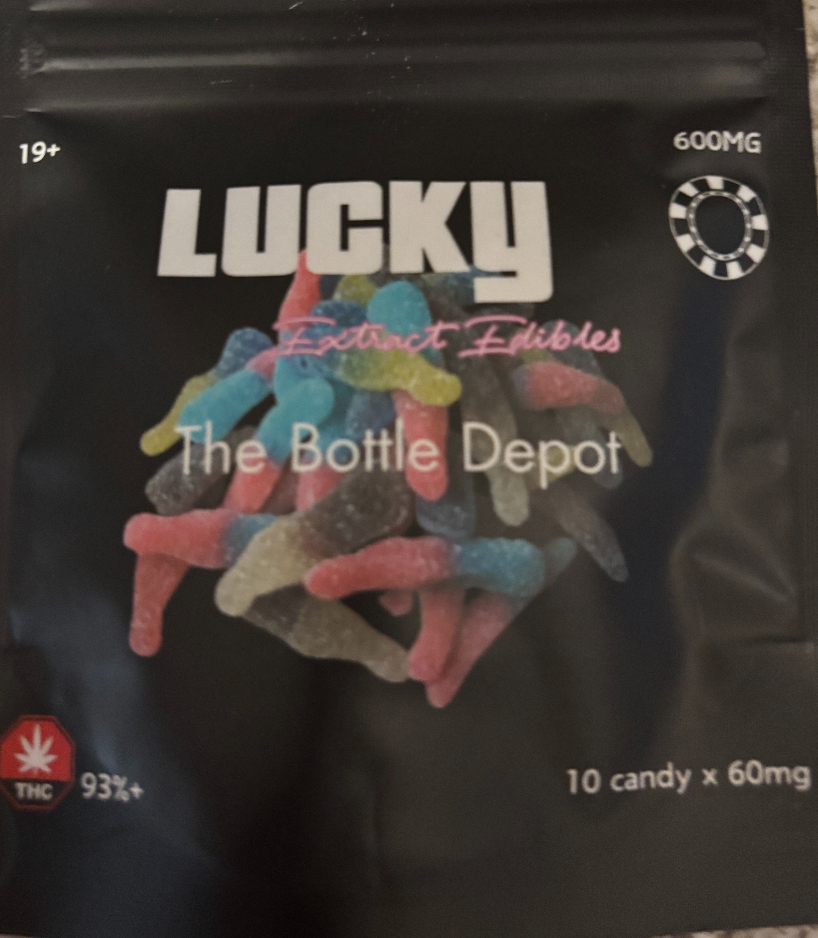 19+
600MG
LUCKY
Extract Edibles
The Bottle Depot
THC
93%+
10 candy x 60mg